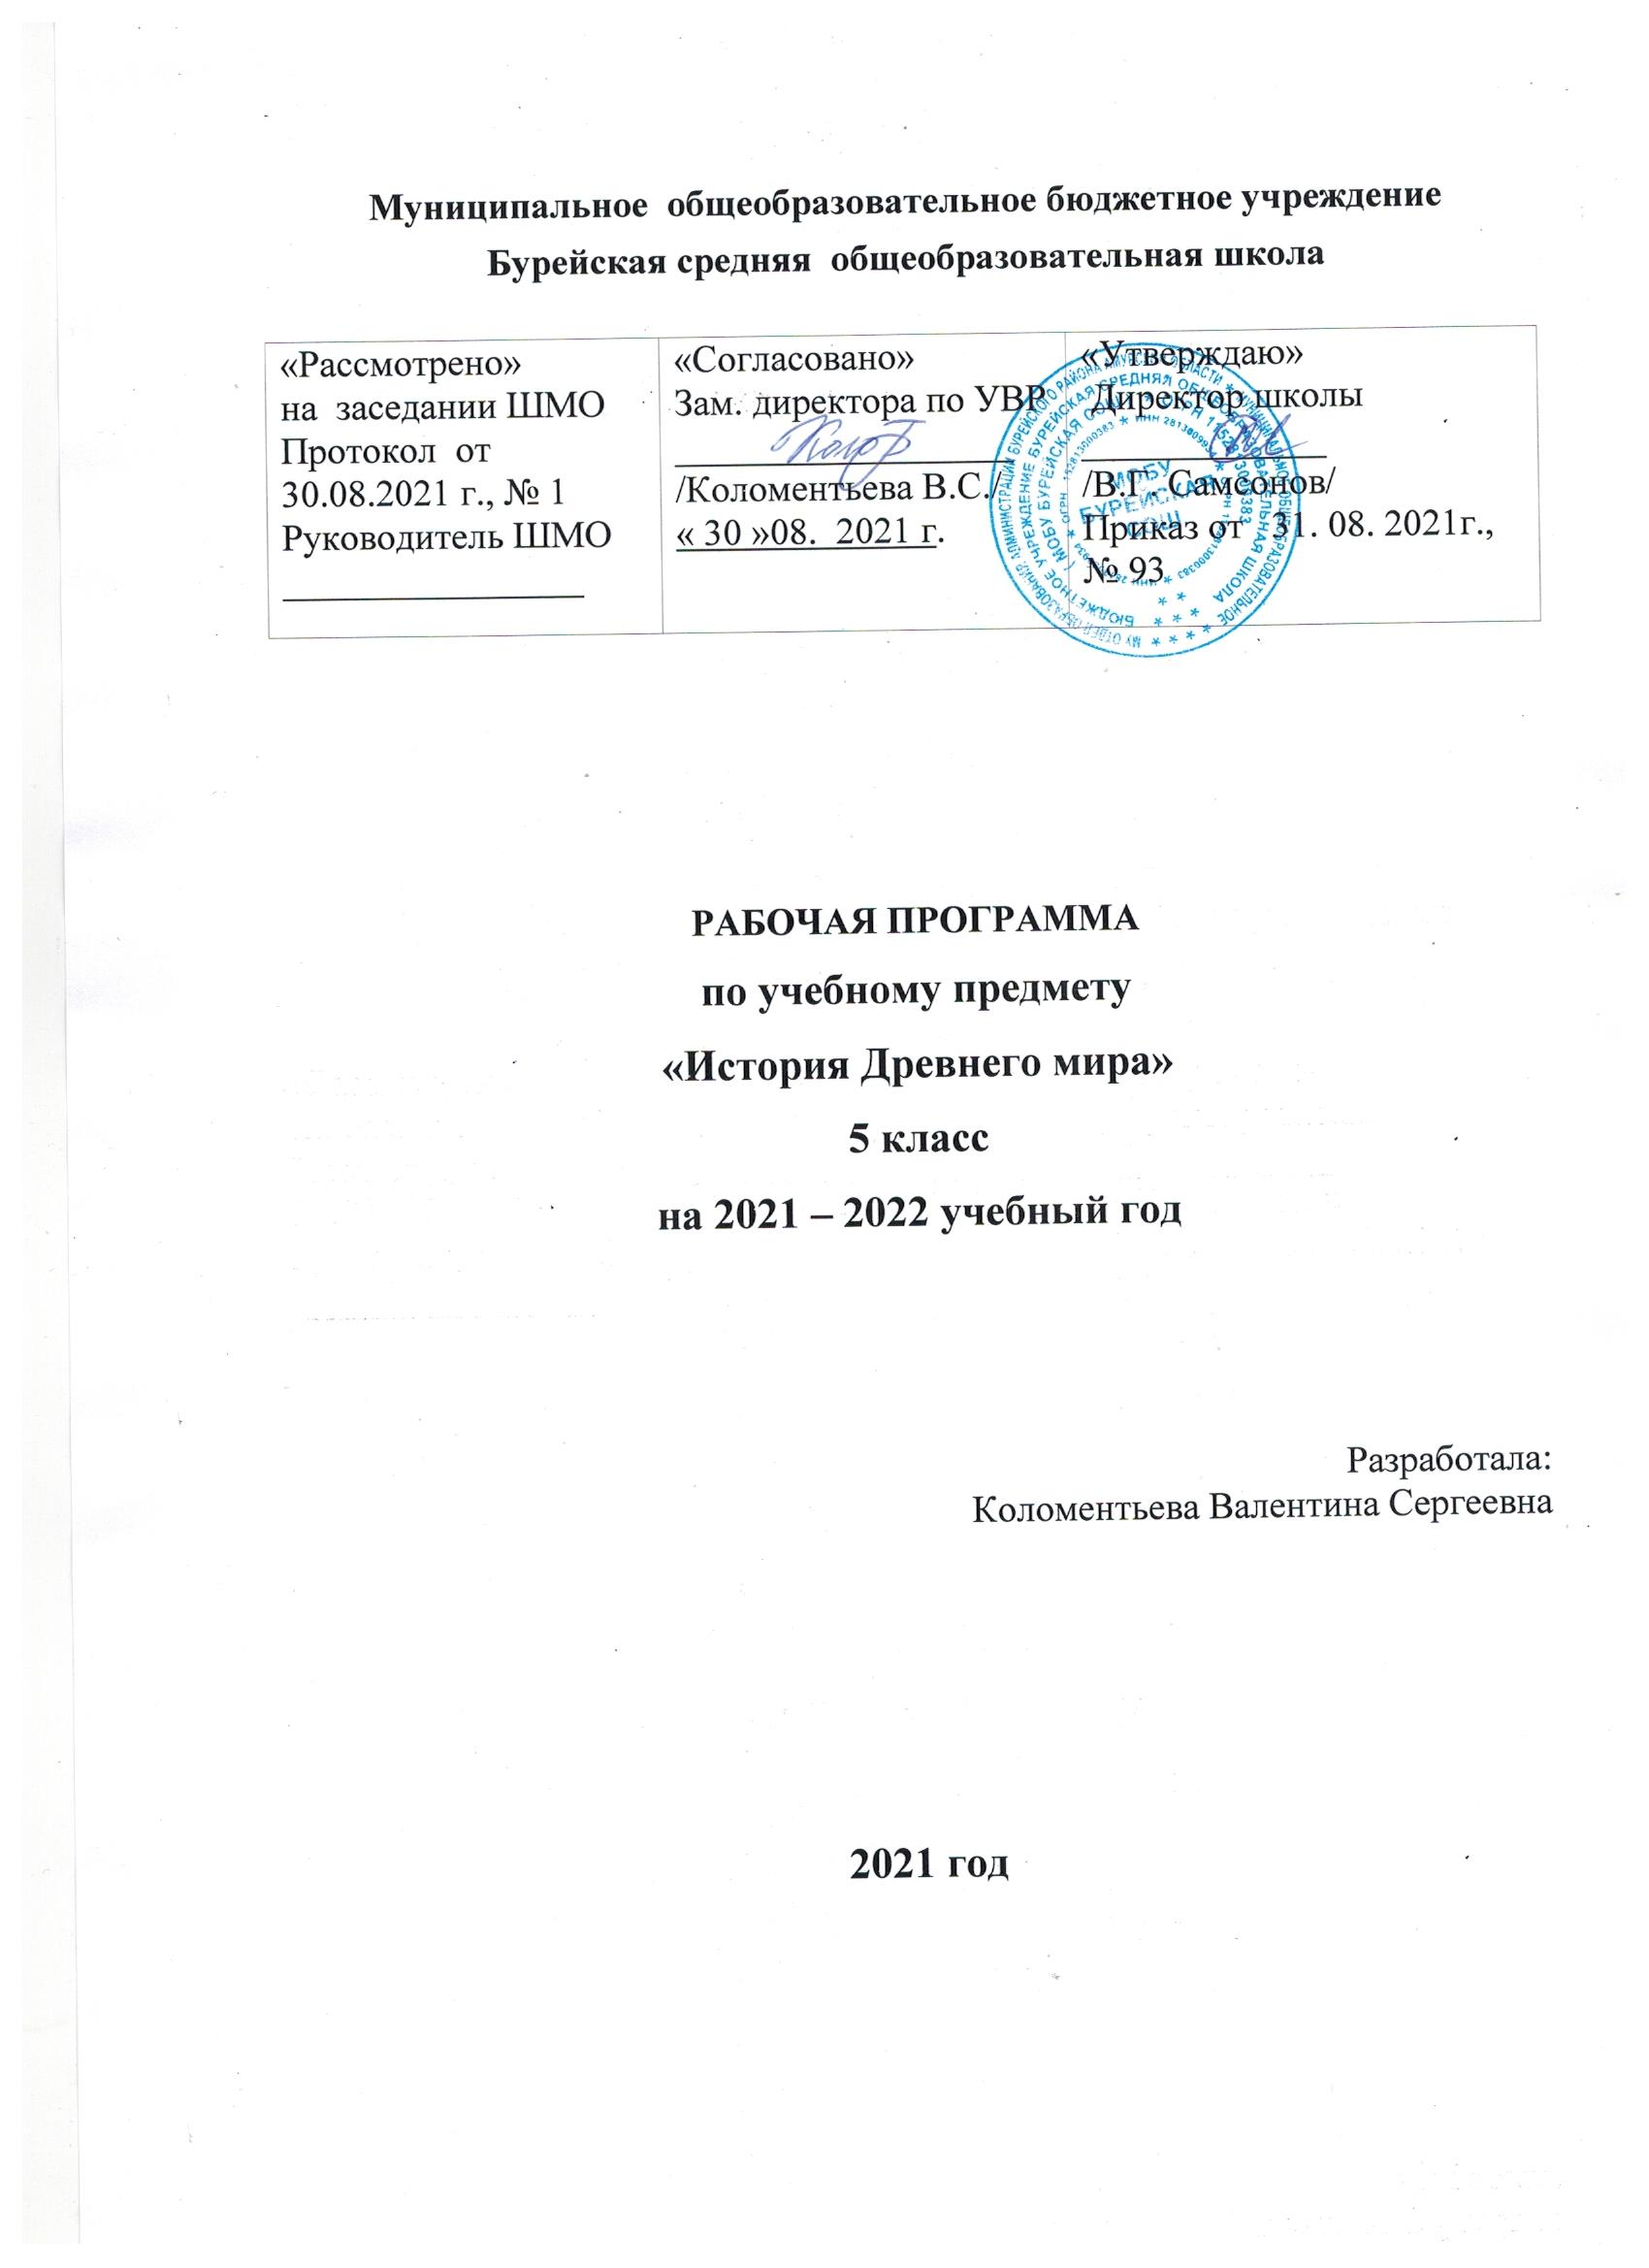 Муниципальное общеобразовательное бюджетное учреждение
Бурейская средняя общеобразовательная школа
«Рассмотрено»
на заседании ШМО
Протокол от
30.08.2021 г., № 1
Руководитель ШМО
«Согласовано»
Зам. директора по УВР
/Коломентьева В.С./
« 30 »08. 2021 г.
«Утверждаю»
Директор школы
/В.Г. Самсонов/
Приказ от 31. 08. 2021г.,
№ 93
МОБУ
БУРЕЙСКАЯ
СОШ
РАБОЧАЯ ПРОГРАММА
по учебному предмету
«История Древнего мира»
5 класс
на 2021 – 2022 учебный год
Разработала:
Коломентьева Валентина Сергеевна
2021 год